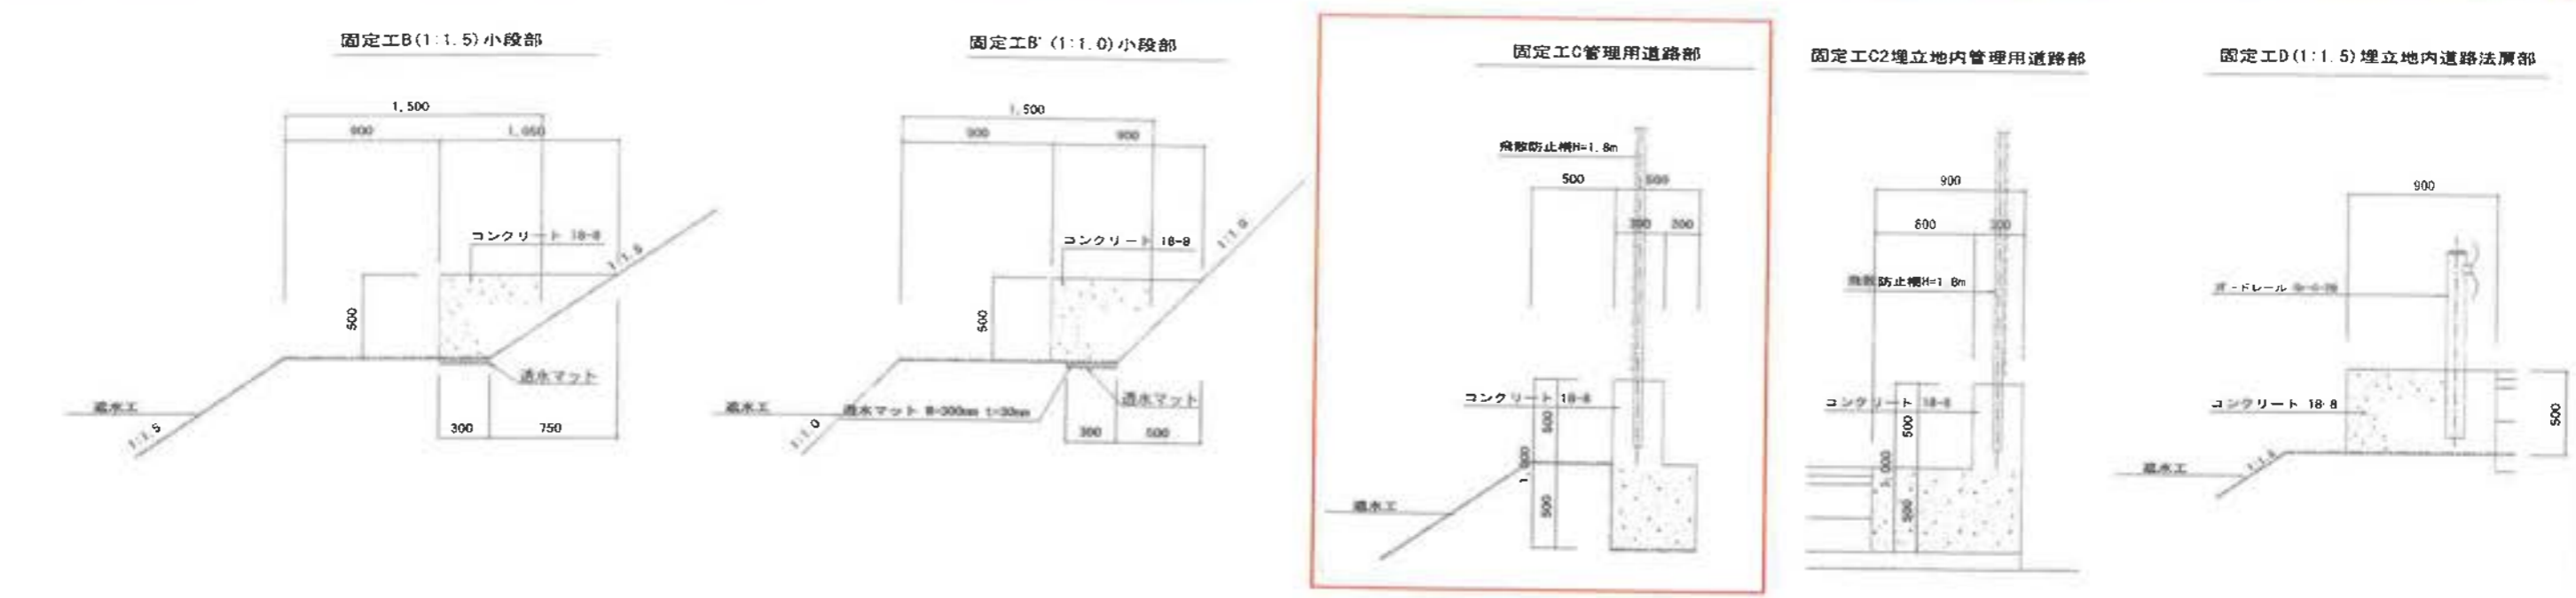 固定工B(1:1.5)小段部
1,500
900
1,050
コンクリート 18-8
1:1.5
500
透水マット
遮水工
1:1.5
300
750
固定工B'(1:1.0)小段部
1,500
900
900
コンクリート 18-8
1:1.0
500
透水マット
遮水工
透水マット W=300mm t=30mm
1:1.0
300
500
固定工C管理用道路部
飛散防止柵H=1.8m
500
500
300
200
コンクリート 18-8
500
1,000
500
遮水工
固定工C2埋立地内管理用道路部
900
600
300
飛散防止柵H=1.8m
コンクリート 18-8
500
1,000
500
固定工D(1:1.5)埋立地内道路法肩部
900
ガードレール
コンクリート 18-8
500
遮水工
1:1.5